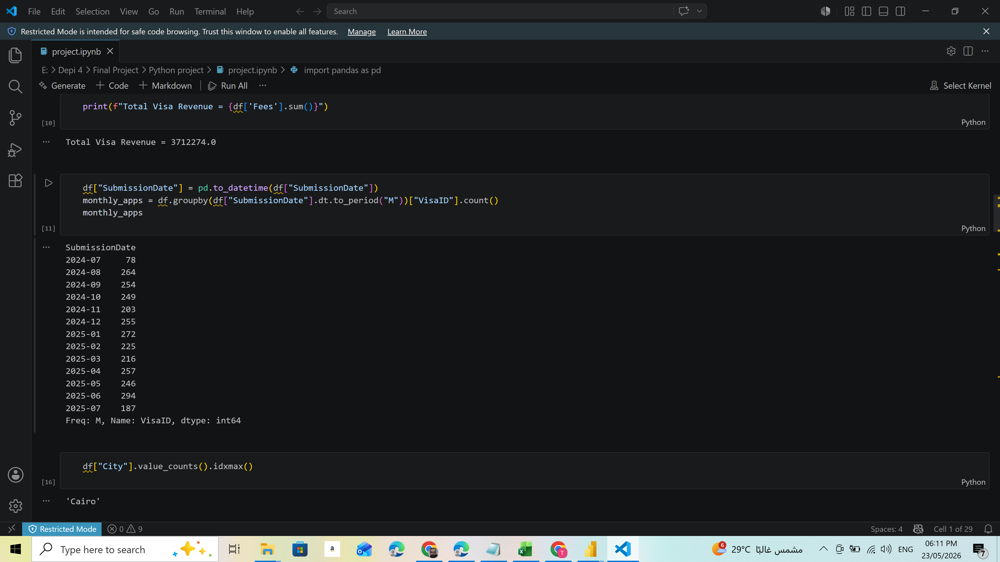 File Edit Selection View Go Run Terminal Help Search
Restricted Mode is intended for safe code browsing. Trust this window to enable all features. Manage Learn More
project.ipynb
E: > Depi 4 > Final Project > Python project > project.ipynb > import pandas as pd
Generate + Code + Markdown Run All ... Select Kernel
print(f"Total Visa Revenue = {df['Fees'].sum()}")
[10] Python
Total Visa Revenue = 3712274.0
df["SubmissionDate"] = pd.to_datetime(df["SubmissionDate"])
monthly_apps = df.groupby(df["SubmissionDate"].dt.to_period("M"))["VisaID"].count()
monthly_apps
[11] Python
SubmissionDate
2024-07 78
2024-08 264
2024-09 254
2024-10 249
2024-11 203
2024-12 255
2025-01 272
2025-02 225
2025-03 216
2025-04 257
2025-05 246
2025-06 294
2025-07 187
Freq: M, Name: VisaID, dtype: int64
df["City"].value_counts().idxmax()
[16] Python
'Cairo'
Restricted Mode 0 9 Spaces: 4 Cell 1 of 29
Type here to search a T 6 29°C مشمس غالبًا ENG 06:11 PM
23/05/2026 7